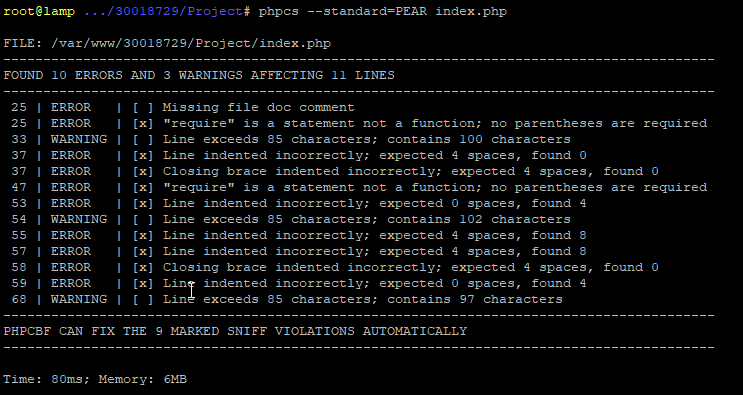 root@lamp .../30018729/Project# phpcs --standard=PEAR index.php
FILE: /var/www/30018729/Project/index.php
----------------------------------------------------------------------------------------
FOUND 10 ERRORS AND 3 WARNINGS AFFECTING 11 LINES
----------------------------------------------------------------------------------------
25 | ERROR   | [ ] Missing file doc comment
25 | ERROR   | [x] "require" is a statement not a function; no parentheses are required
33 | WARNING | [ ] Line exceeds 85 characters; contains 100 characters
37 | ERROR   | [x] Line indented incorrectly; expected 4 spaces, found 0
37 | ERROR   | [x] Closing brace indented incorrectly; expected 4 spaces, found 0
47 | ERROR   | [x] "require" is a statement not a function; no parentheses are required
53 | ERROR   | [x] Line indented incorrectly; expected 0 spaces, found 4
54 | WARNING | [ ] Line exceeds 85 characters; contains 102 characters
55 | ERROR   | [x] Line indented incorrectly; expected 4 spaces, found 8
57 | ERROR   | [x] Line indented incorrectly; expected 4 spaces, found 8
58 | ERROR   | [x] Closing brace indented incorrectly; expected 4 spaces, found 0
59 | ERROR   | [x] Line indented incorrectly; expected 0 spaces, found 4
68 | WARNING | [ ] Line exceeds 85 characters; contains 97 characters
----------------------------------------------------------------------------------------
PHPCBF CAN FIX THE 9 MARKED SNIFF VIOLATIONS AUTOMATICALLY
----------------------------------------------------------------------------------------
Time: 80ms; Memory: 6MB